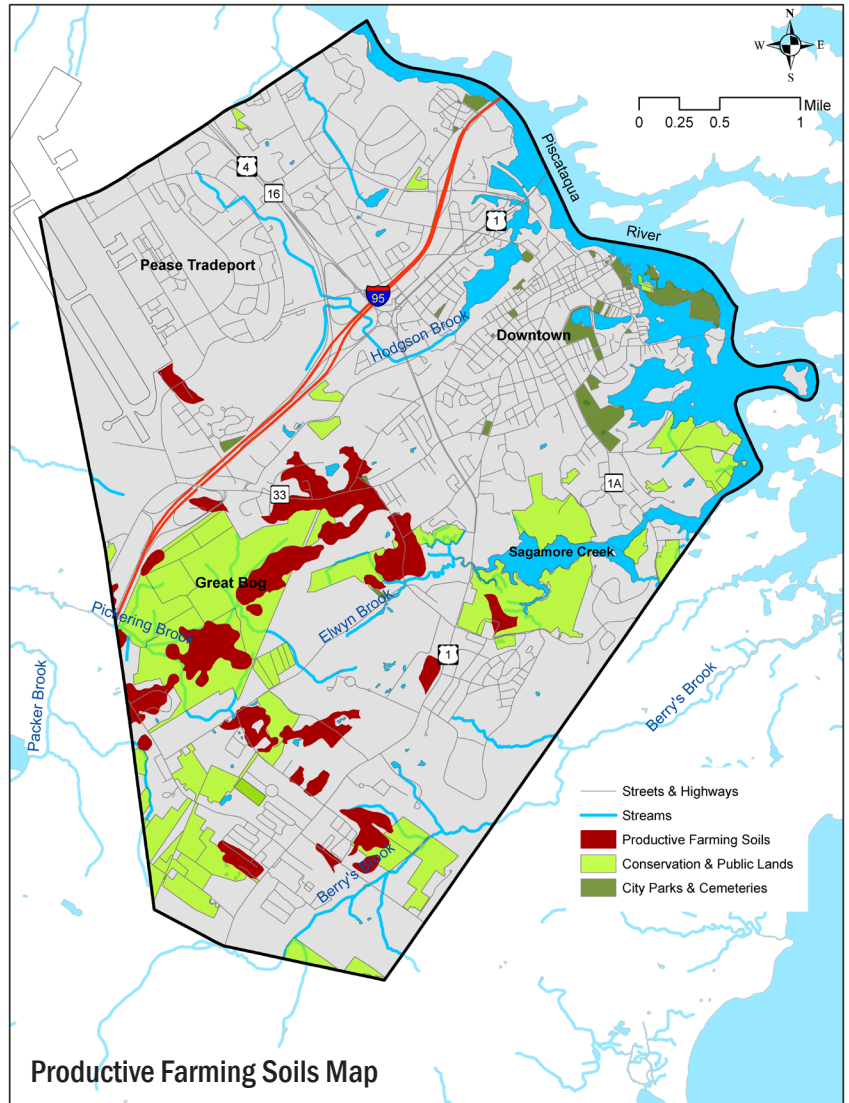 N
W E
S
Mile
0 0.25 0.5 1
Piscataqua
River
4
16
1
Pease Tradeport
95
Hodgson Brook
Downtown
33
1A
Sagamore Creek
Great Bog
Pickering Brook
Elwyn Brook
1
Packer Brook
Berry's Brook
Berry's Brook
Streets & Highways
Streams
Productive Farming Soils
Conservation & Public Lands
City Parks & Cemeteries
Productive Farming Soils Map